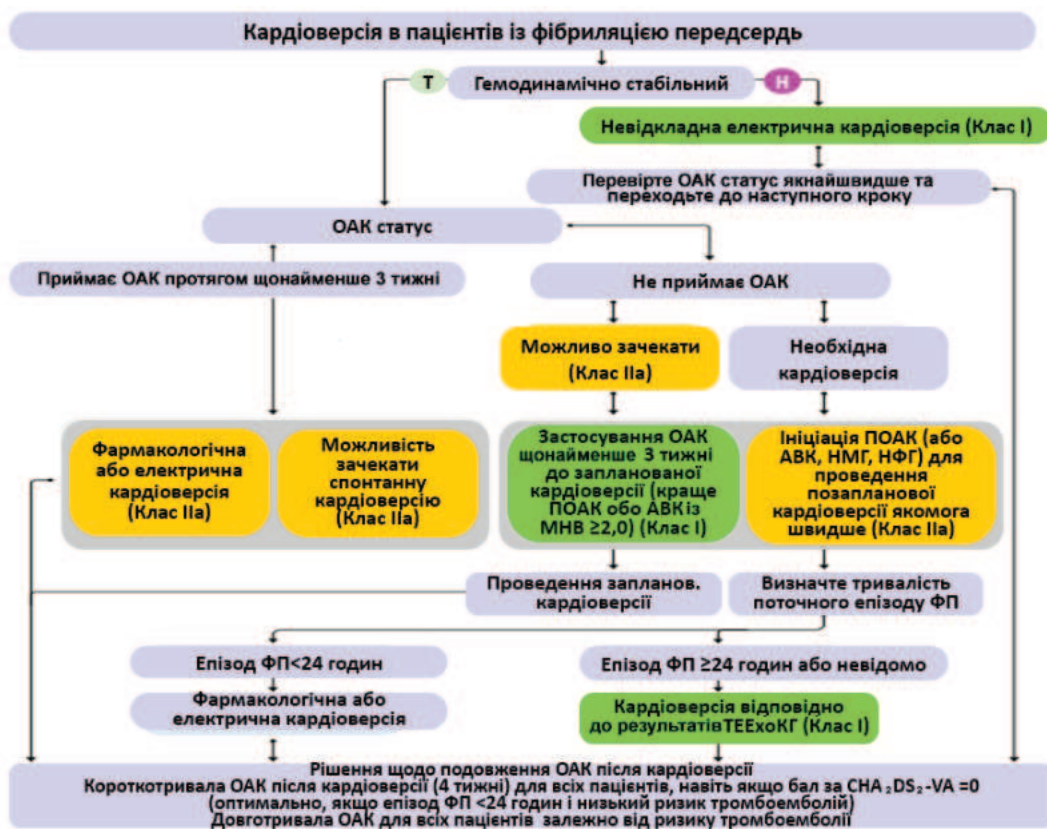 Кардіоверсія в пацієнтів із фібриляцією передсердь
Т
Гемодинамічно стабільний
Н
Невідкладна електрична кардіоверсія (Клас I)
Перевірте ОАК статус якнайшвидше та
переходьте до наступного кроку
ОАК статус
Приймає ОАК протягом щонайменше 3 тижні
Не приймає ОАК
Можливо зачекати
(Клас IIa)
Необхідна
кардіоверсія
Фармакологічна
або електрична
кардіоверсія
(Клас IIa)
Можливість
зачекати
спонтанну
кардіоверсію
(Клас IIa)
Застосування ОАК
щонайменше 3 тижні
до запланованої
кардіоверсії (краще
ПОАК або АВК із
МНВ ≥2,0) (Клас I)
Ініціація ПОАК (або
АВК, НМГ, НФГ) для
проведення
позапланової
кардіоверсії якомога
швидше (Клас IIa)
Проведення запланов.
кардіоверсії
Визначте тривалість
поточного епізоду ФП
Епізод ФП<24 годин
Епізод ФП ≥24 годин або невідомо
Фармакологічна або
електрична кардіоверсія
Кардіоверсія відповідно
до результатів ТЕЕхоКГ (Клас I)
Рішення щодо подовження ОАК після кардіоверсії
Короткотривала ОАК після кардіоверсії (4 тижні) для всіх пацієнтів, навіть якщо бал за CHA₂DS₂-VA =0
(оптимально, якщо епізод ФП <24 годин і низький ризик тромбоемболій)
Довготривала ОАК для всіх пацієнтів залежно від ризику тромбоемболії